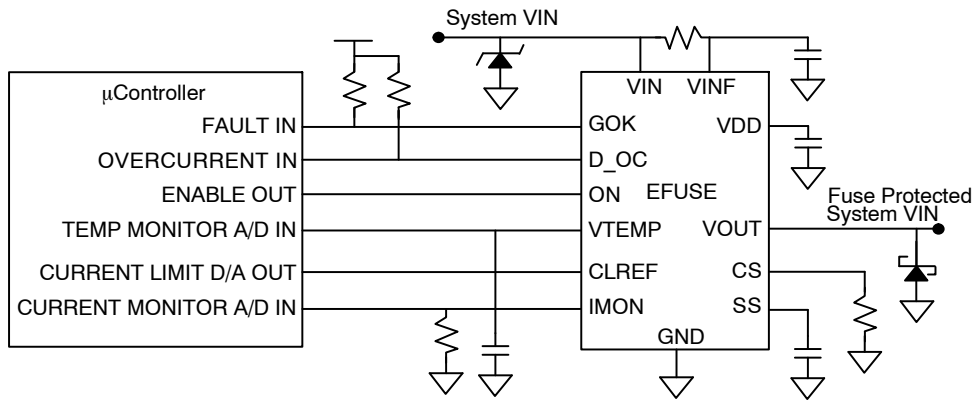 System VIN
μController
FAULT IN
OVERCURRENT IN
ENABLE OUT
TEMP MONITOR A/D IN
CURRENT LIMIT D/A OUT
CURRENT MONITOR A/D IN
VIN
VINF
GOK
VDD
D_OC
ON
EFUSE
VTEMP
VOUT
CLREF
CS
IMON
SS
GND
Fuse Protected
System VIN